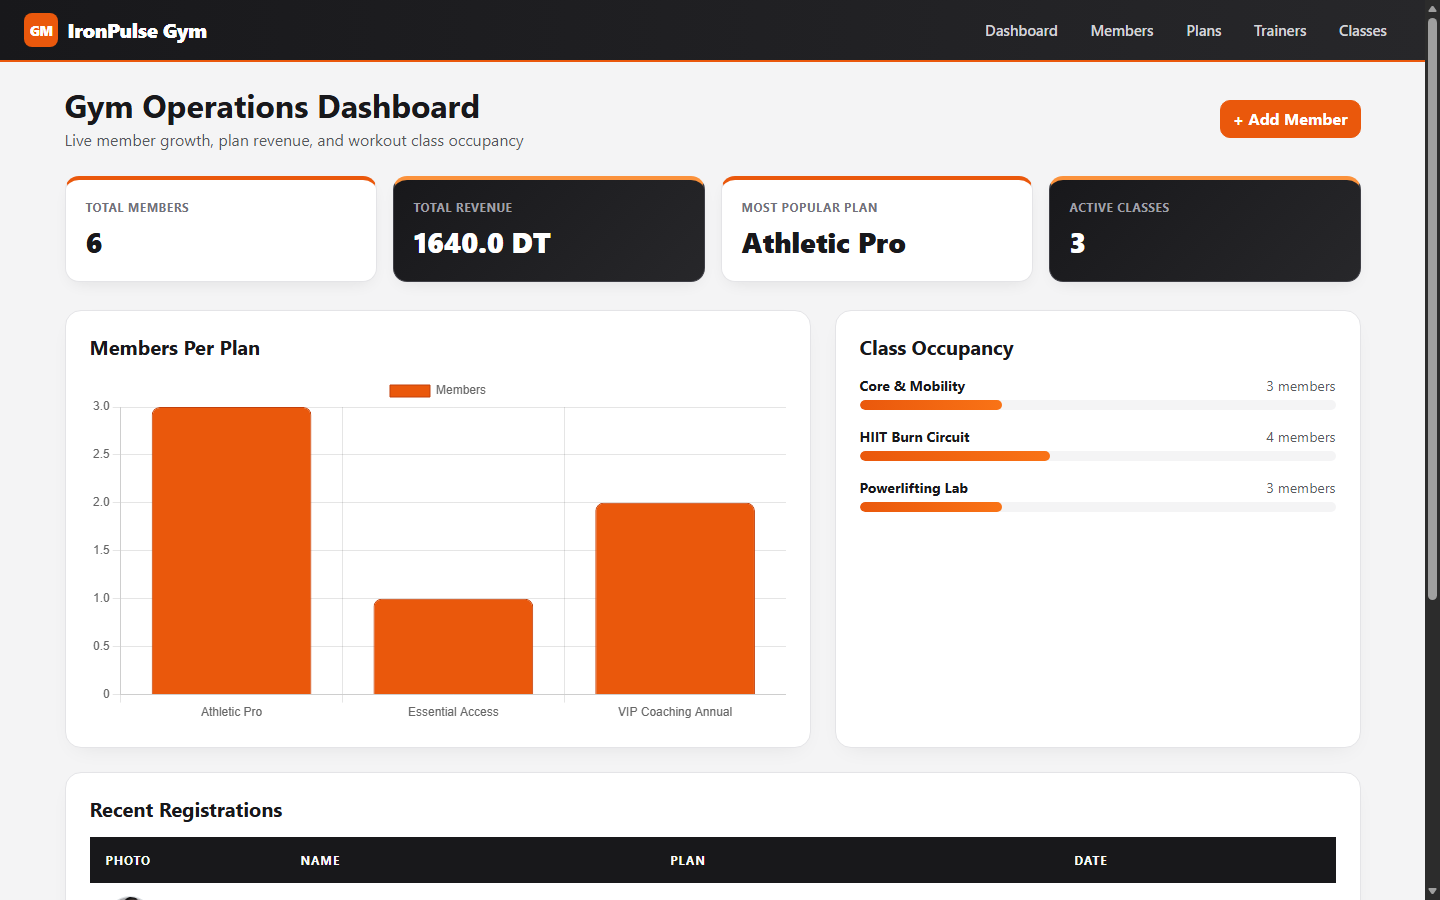 GM IronPulse Gym Dashboard Members Plans Trainers Classes
Gym Operations Dashboard
Live member growth, plan revenue, and workout class occupancy
+ Add Member
TOTAL MEMBERS
6
TOTAL REVENUE
1640.0 DT
MOST POPULAR PLAN
Athletic Pro
ACTIVE CLASSES
3
Members Per Plan
Members
3.0
2.5
2.0
1.5
1.0
0.5
0
Athletic Pro Essential Access VIP Coaching Annual
Class Occupancy
Core & Mobility 3 members
HIIT Burn Circuit 4 members
Powerlifting Lab 3 members
Recent Registrations
PHOTO NAME PLAN DATE